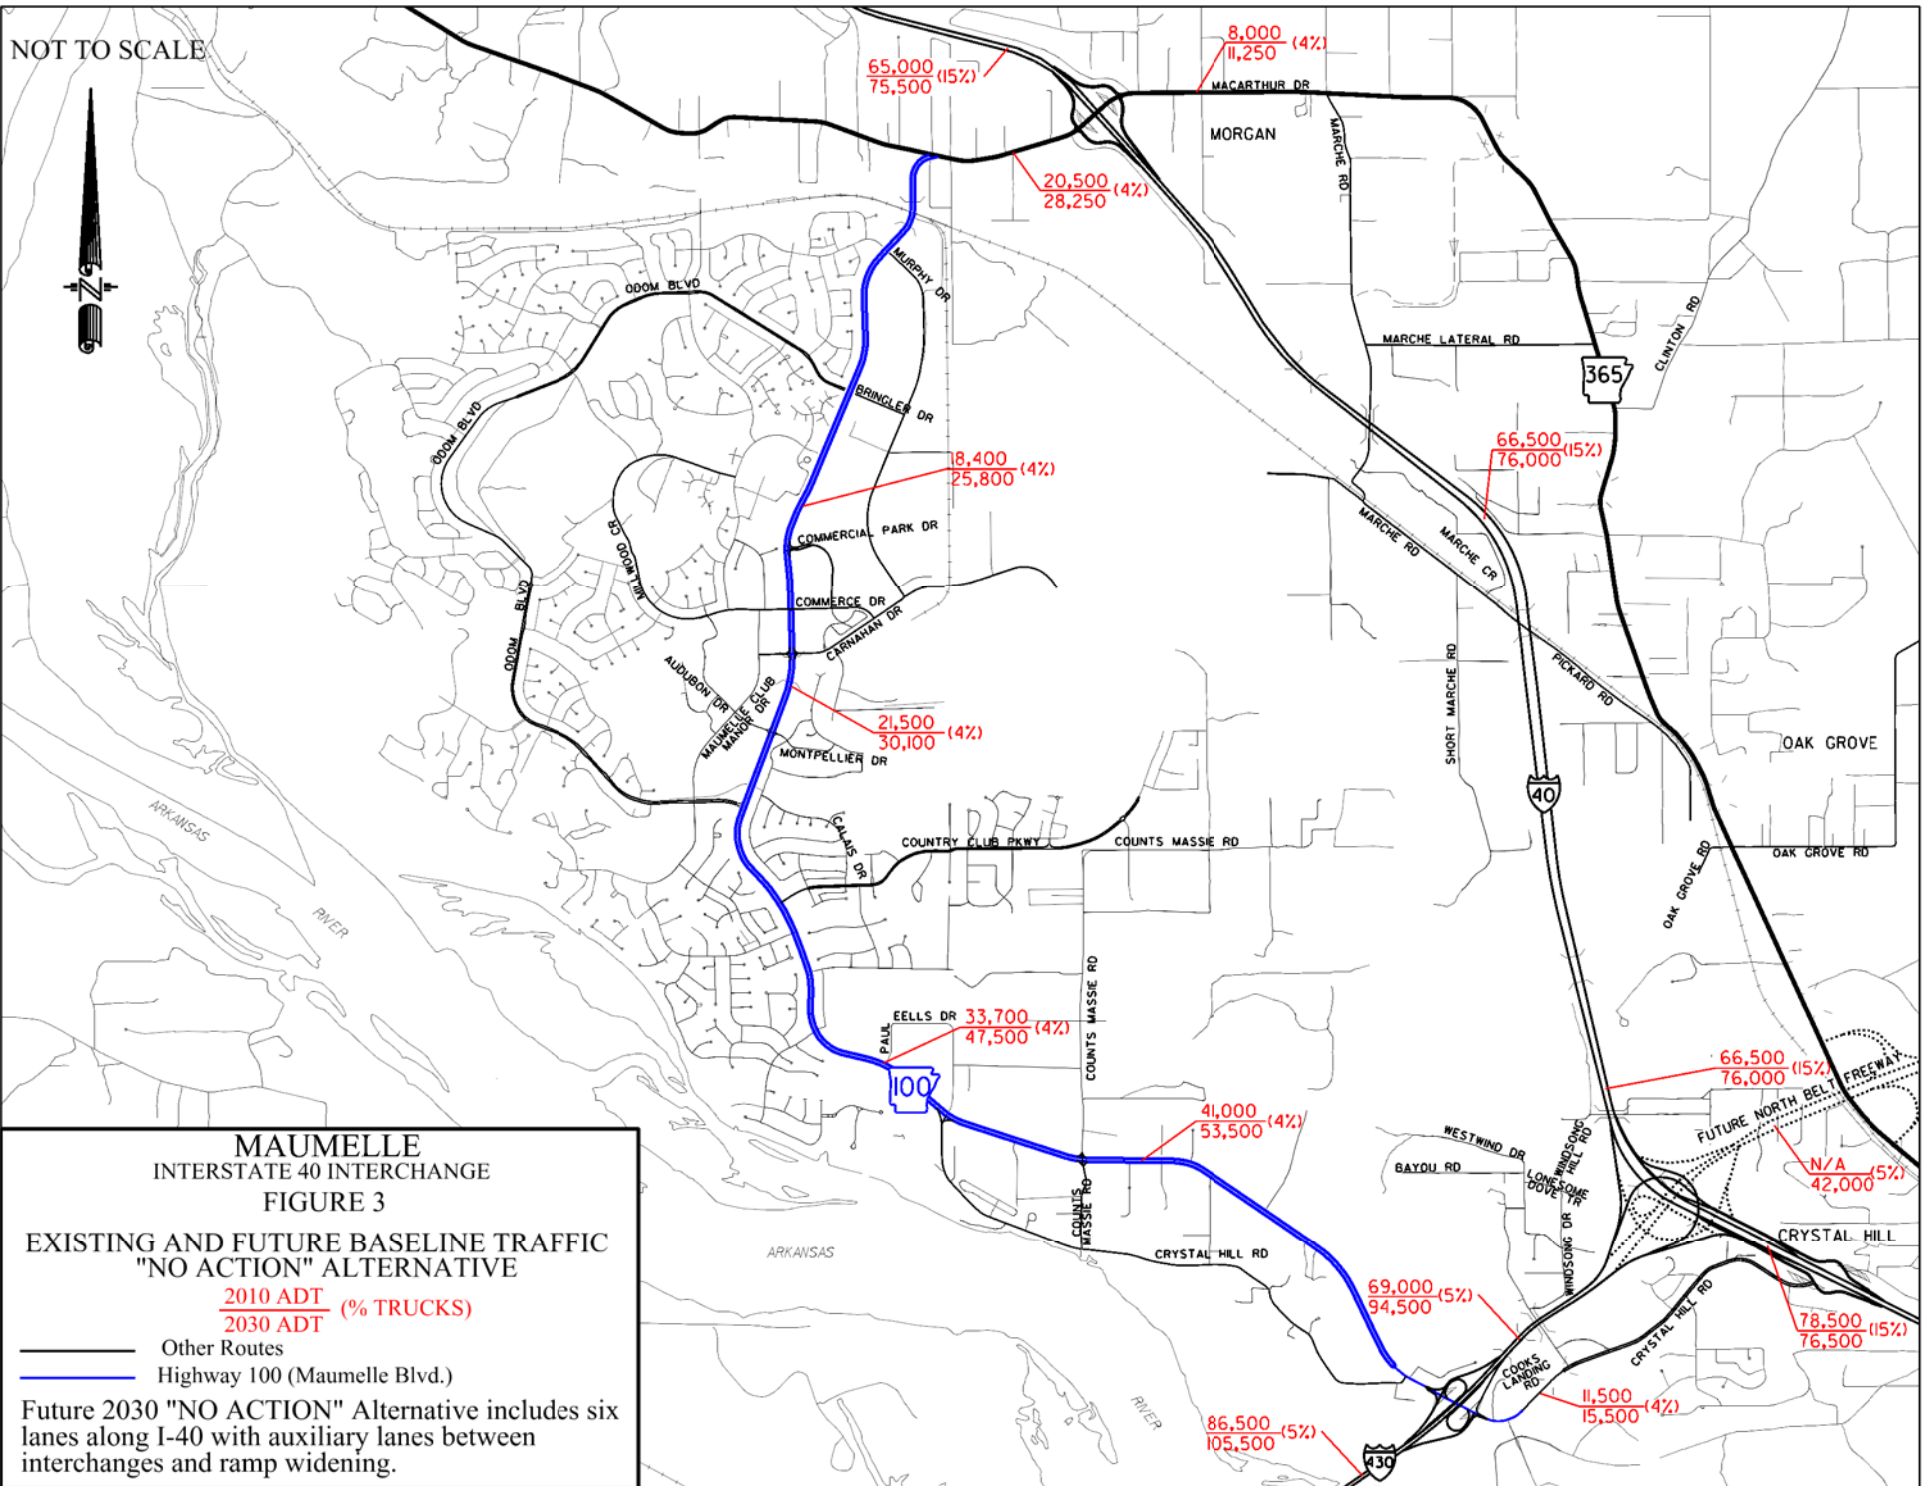 NOT TO SCALE
N
65,000
75,500 (15%)
8,000
11,250 (4%)
MACARTHUR DR
MORGAN
MARCHE RD
20,500
28,250 (4%)
MURPHY DR
ODOM BLVD
MARCHE LATERAL RD
CLINTON RD
365
ODOM BLVD
BRINGLER DR
66,500
76,000 (15%)
18,400
25,800 (4%)
MILLWOOD CR
COMMERCIAL PARK DR
MARCHE RD
MARCHE CR
ODOM BLVD
COMMERCE DR
CARNAHAN DR
AUDUBON DR
MAUMELLE CLUB
MANOR DR
SHORT MARCHE RD
PICKARD RD
21,500
30,100 (4%)
MONTPELLIER DR
OAK GROVE
40
ARKANSAS
RIVER
CALAIS DR
COUNTRY CLUB PKWY
COUNTS MASSIE RD
OAK GROVE RD
OAK GROVE RD
COUNTS MASSIE RD
PAUL EELLS DR
33,700
47,500 (4%)
100
66,500
76,000 (15%)
FUTURE NORTH BELT FREEWAY
41,000
53,500 (4%)
WESTWIND DR
WINDSONG
HILL RD
BAYOU RD
LONESOME
DOVE TR
N/A
42,000 (5%)
COUNTS
MASSIE RD
WINDSONG DR
CRYSTAL HILL
ARKANSAS
CRYSTAL HILL RD
69,000
94,500 (5%)
CRYSTAL HILL RD
78,500
76,500 (15%)
COOKS
LANDING
RD
11,500
15,500 (4%)
RIVER
86,500
105,500 (5%)
430
MAUMELLE
INTERSTATE 40 INTERCHANGE
FIGURE 3
EXISTING AND FUTURE BASELINE TRAFFIC
"NO ACTION" ALTERNATIVE
2010 ADT
2030 ADT (% TRUCKS)
Other Routes
Highway 100 (Maumelle Blvd.)
Future 2030 "NO ACTION" Alternative includes six
lanes along I-40 with auxiliary lanes between
interchanges and ramp widening.